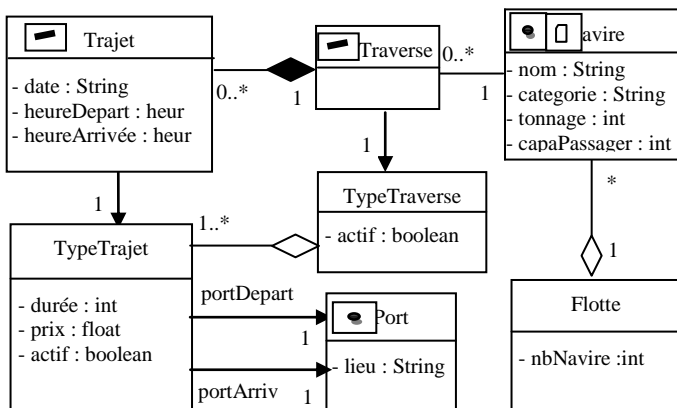 Trajet
- date : String
- heureDepart : heur
- heureArrivée : heur
0..*
1
Traverse
0..*
1
avire
- nom : String
- categorie : String
- tonnage : int
- capaPassager : int
1
1
TypeTraverse
- actif : boolean
*
1
1..*
TypeTrajet
- durée : int
- prix : float
- actif : boolean
portDepart
1
portArriv
1
Port
- lieu : String
Flotte
- nbNavire :int